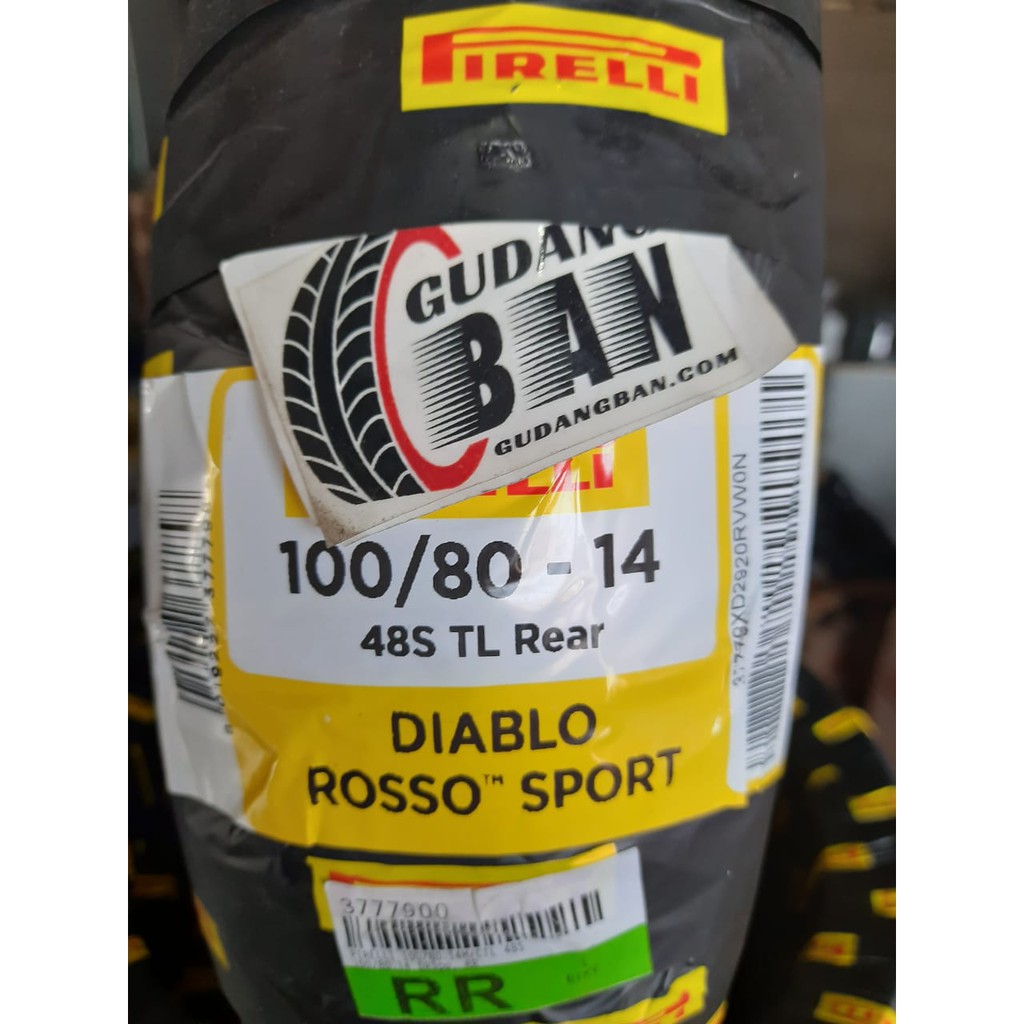 PIRELLI
GUDANG
BAN
GUDANGBAN.COM
100/80 - 14
48S TL Rear
DIABLO
ROSSO™ SPORT
3777900
RR